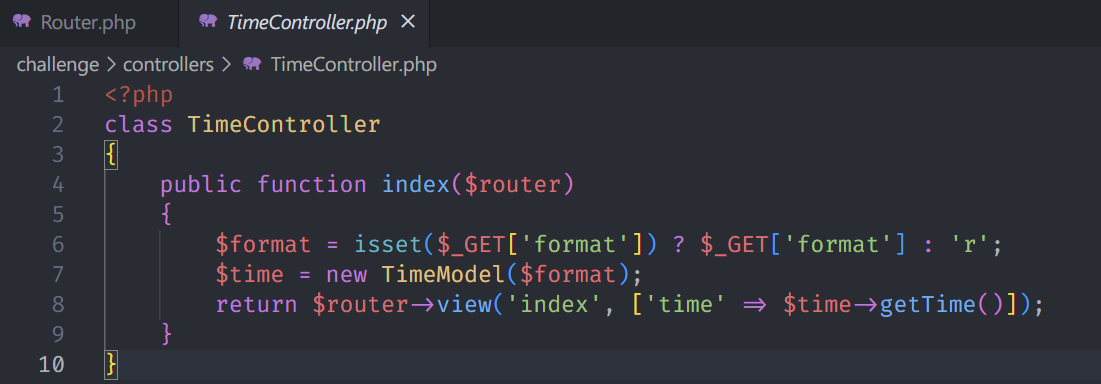 Router.php TimeController.php ×
challenge > controllers > TimeController.php
1 <?php
2 class TimeController
3 {
4     public function index($router)
5     {
6         $format = isset($_GET['format']) ? $_GET['format'] : 'r';
7         $time = new TimeModel($format);
8         return $router->view('index', ['time' => $time->getTime()]);
9     }
10 }